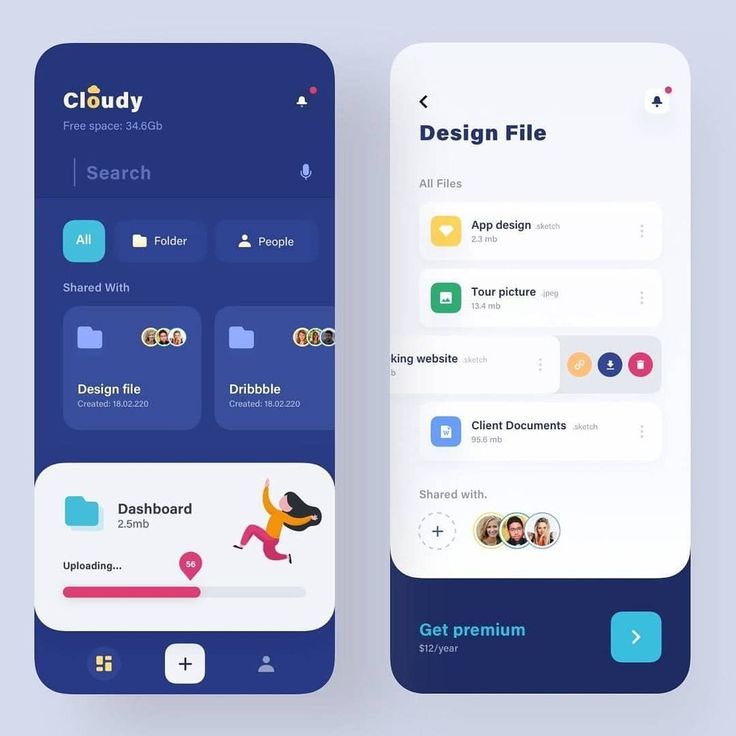 Cloudy
Free space: 34.6Gb
Search
All
Folder
People
Shared With
Design file
Created: 18.02.220
Dribbble
Created: 18.02.220
Dashboard
2.5mb
Uploading...
56
Design File
All Files
App design .sketch
2.3 mb
Tour picture .jpeg
13.4 mb
king website .sketch
b
W
Client Documents .sketch
95.6 mb
Shared with.
Get premium
$12/year